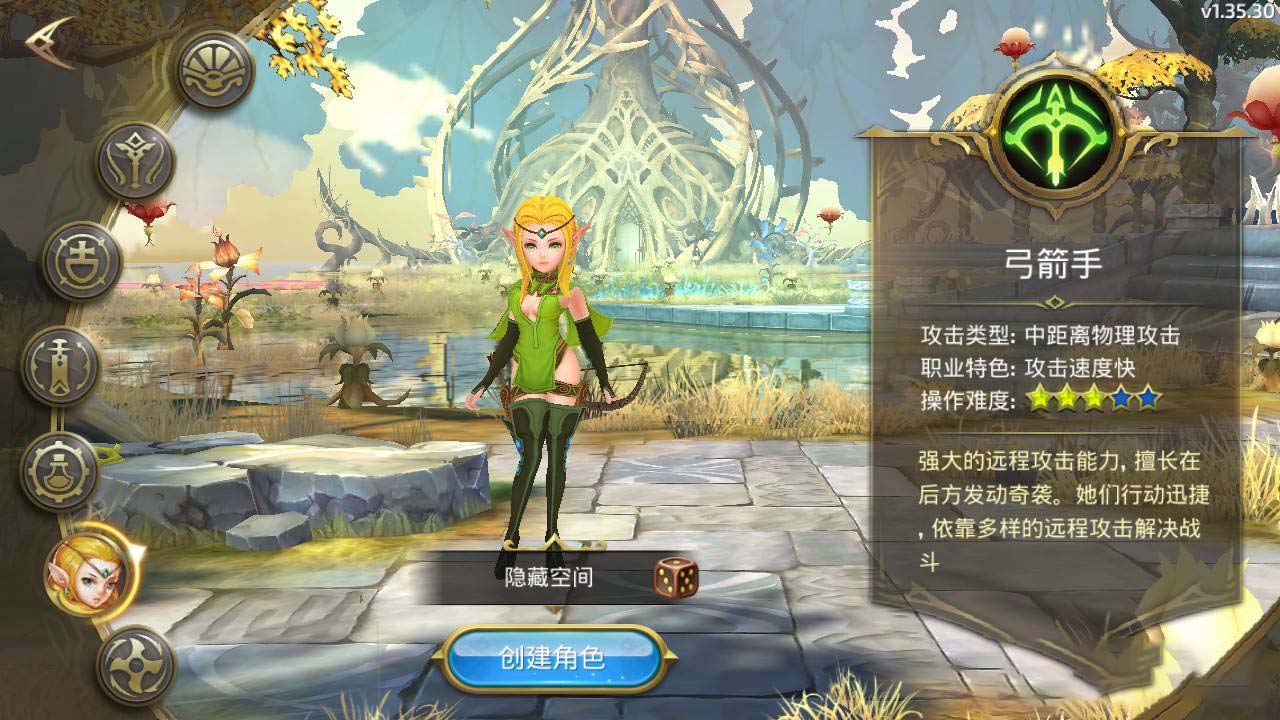 v1.35.30
弓箭手
攻击类型: 中距离物理攻击
职业特色: 攻击速度快
操作难度:
强大的远程攻击能力, 擅长在
后方发动奇袭。她们行动迅捷
, 依靠多样的远程攻击解决战
斗
隐藏空间
创建角色